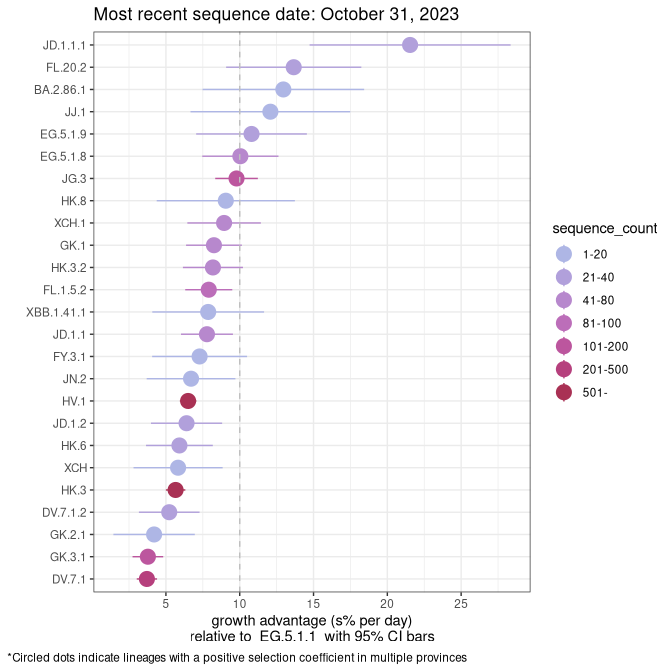 Most recent sequence date: October 31, 2023
JD.1.1.1
FL.20.2
BA.2.86.1
JJ.1
EG.5.1.9
EG.5.1.8
JG.3
HK.8
XCH.1
GK.1
HK.3.2
FL.1.5.2
XBB.1.41.1
JD.1.1
FY.3.1
JN.2
HV.1
JD.1.2
HK.6
XCH
HK.3
DV.7.1.2
GK.2.1
GK.3.1
DV.7.1
5 10 15 20 25
growth advantage (s% per day)
relative to EG.5.1.1 with 95% CI bars
sequence_count
1-20
21-40
41-80
81-100
101-200
201-500
501-
*Circled dots indicate lineages with a positive selection coefficient in multiple provinces